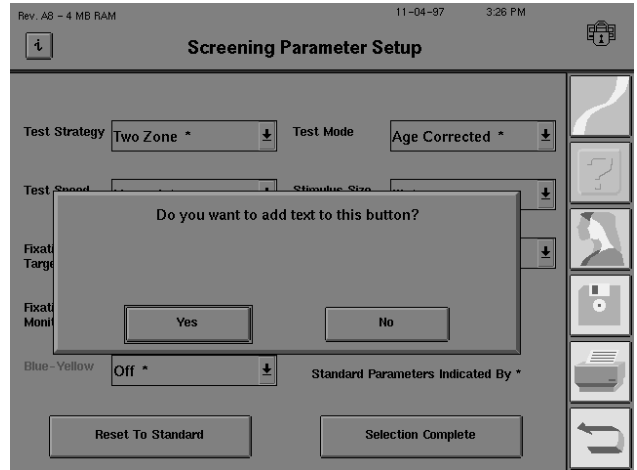 Rev. A8 – 4 MB RAM 11–04–97 3:26 PM
i
Screening Parameter Setup
Test Strategy Two Zone * Test Mode Age Corrected *
Test Speed Stimulus Size
Do you want to add text to this button?
Yes No
Blue–Yellow Off * Standard Parameters Indicated By *
Reset To Standard Selection Complete